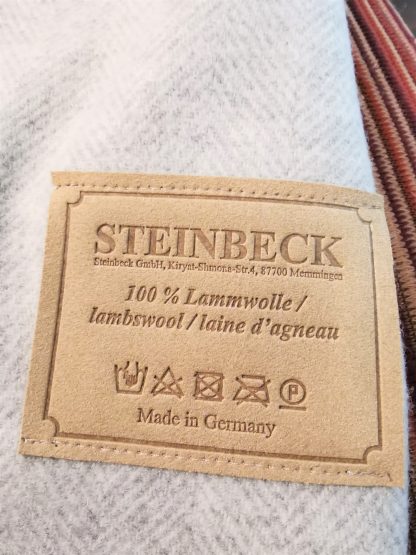 STEINBECK
Steinbeck GmbH, Kiryat-Shmona-Str.4, 87700 Memmingen
100 % Lammwolle /
lambswool / laine d'agneau
P
Made in Germany